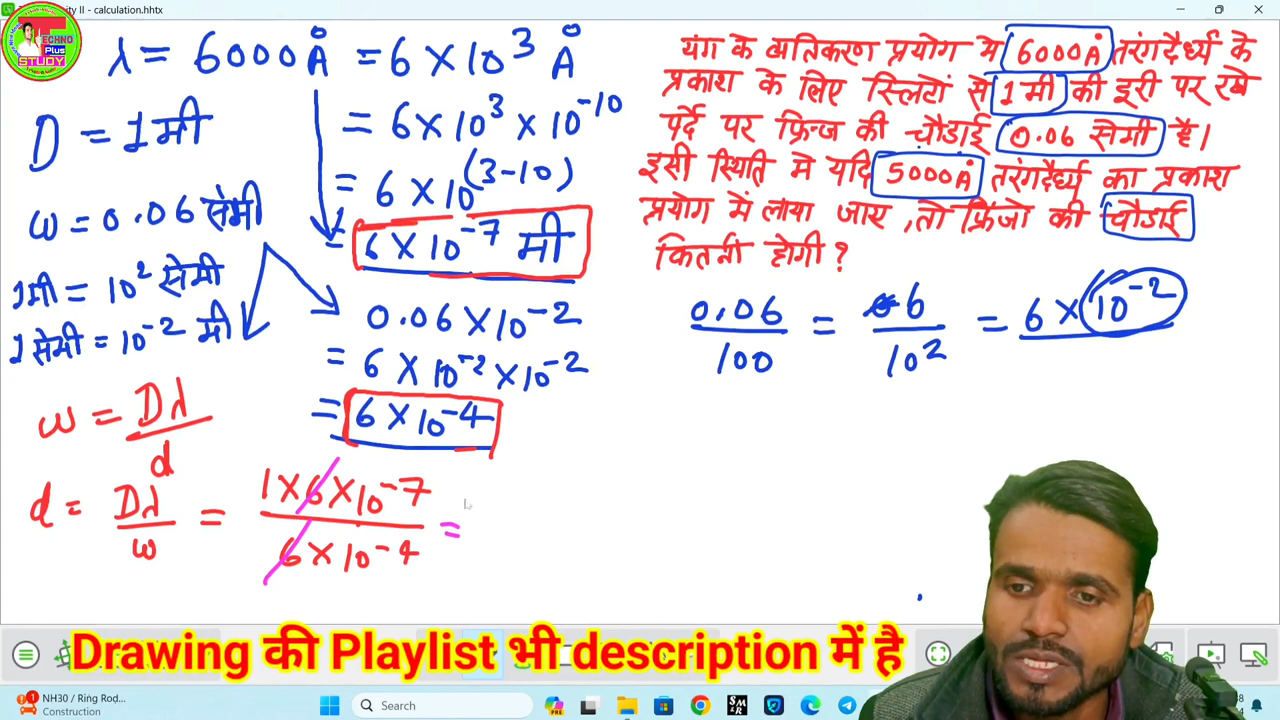 calculation.hhtx
ECHNO
Plus
STUDY
λ = 6000Å = 6 × 10³ Å
= 6 × 10³ × 10⁻¹⁰
D = 1 मी
= 6 × 10⁽³⁻¹⁰⁾
ω = 0.06 सेमी
= 6 × 10⁻⁷ मी
1मी = 10² सेमी
1 सेमी = 10⁻² मी
0.06 × 10⁻²
= 6 × 10⁻² × 10⁻²
= 6 × 10⁻⁴
ω = Dλ/d
d = Dλ/ω = 1×6×10⁻⁷/6×10⁻⁴ =
यंग के व्यतिकरण प्रयोग मे 6000Å तरंगदैर्ध्य के
प्रकाश के लिए स्लिटों से 1मी की दूरी पर रखे
पर्दे पर फ्रिन्ज की चौडाई 0.06 सेमी है।
इसी स्थिति मे यदि 5000Å तरंगदैर्ध्य का प्रकाश
प्रयोग में लाया जाए, तो फ्रिंजो की चौडाई
कितनी होगी?
0.06/100 = 6/10² = 6 × 10⁻²
Drawing की Playlist भी description में है
NH30 / Ring Rod...
Construction
Search